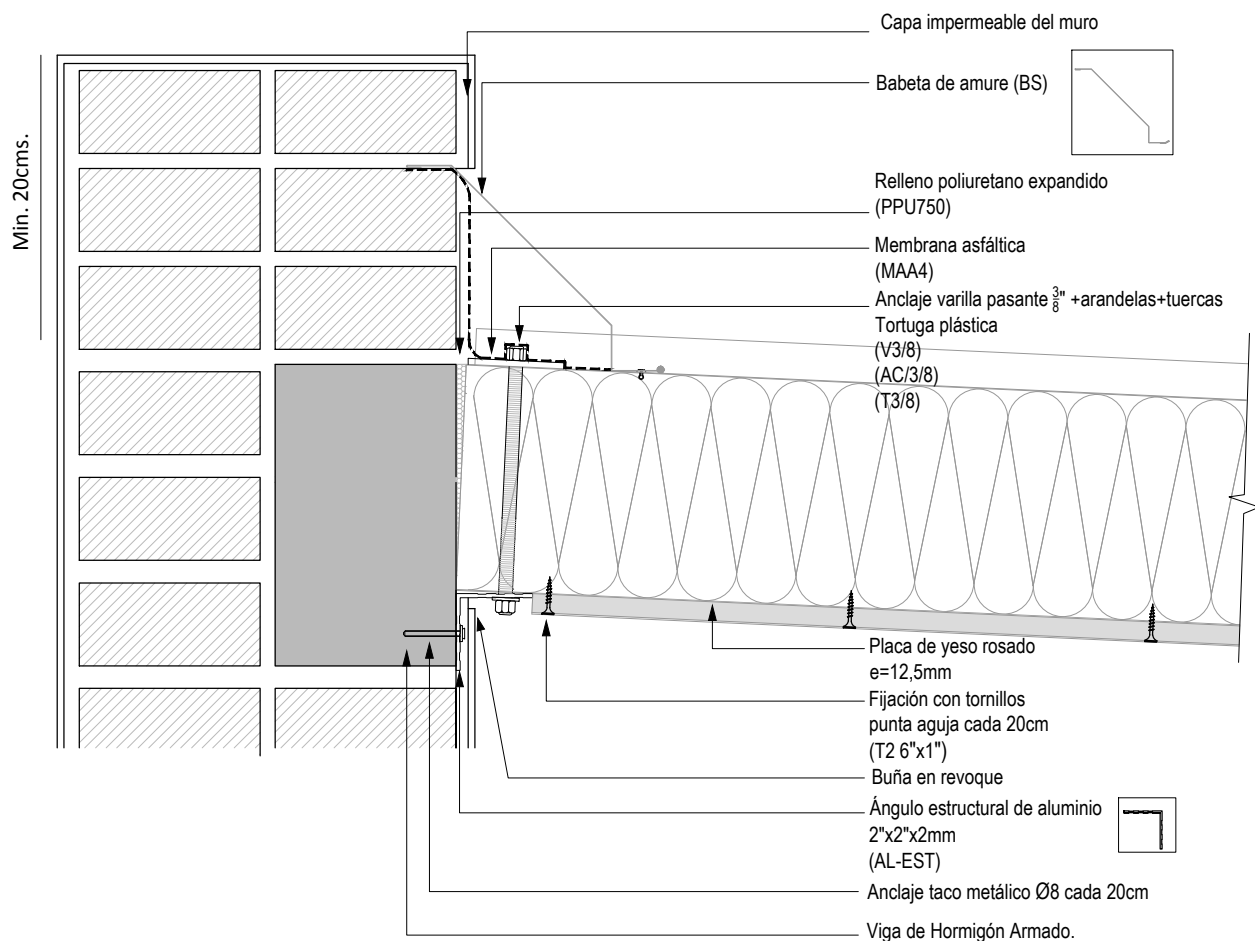 Capa impermeable del muro
Babeta de amure (BS)
Min. 20cms.
Relleno poliuretano expandido
(PPU750)
Membrana asfáltica
(MAA4)
Anclaje varilla pasante 3/8" +arandelas+tuercas
Tortuga plástica
(V3/8)
(AC/3/8)
(T3/8)
Placa de yeso rosado
e=12,5mm
Fijación con tornillos
punta aguja cada 20cm
(T2 6"x1")
Buña en revoque
Ángulo estructural de aluminio
2"x2"x2mm
(AL-EST)
Anclaje taco metálico Ø8 cada 20cm
Viga de Hormigón Armado.